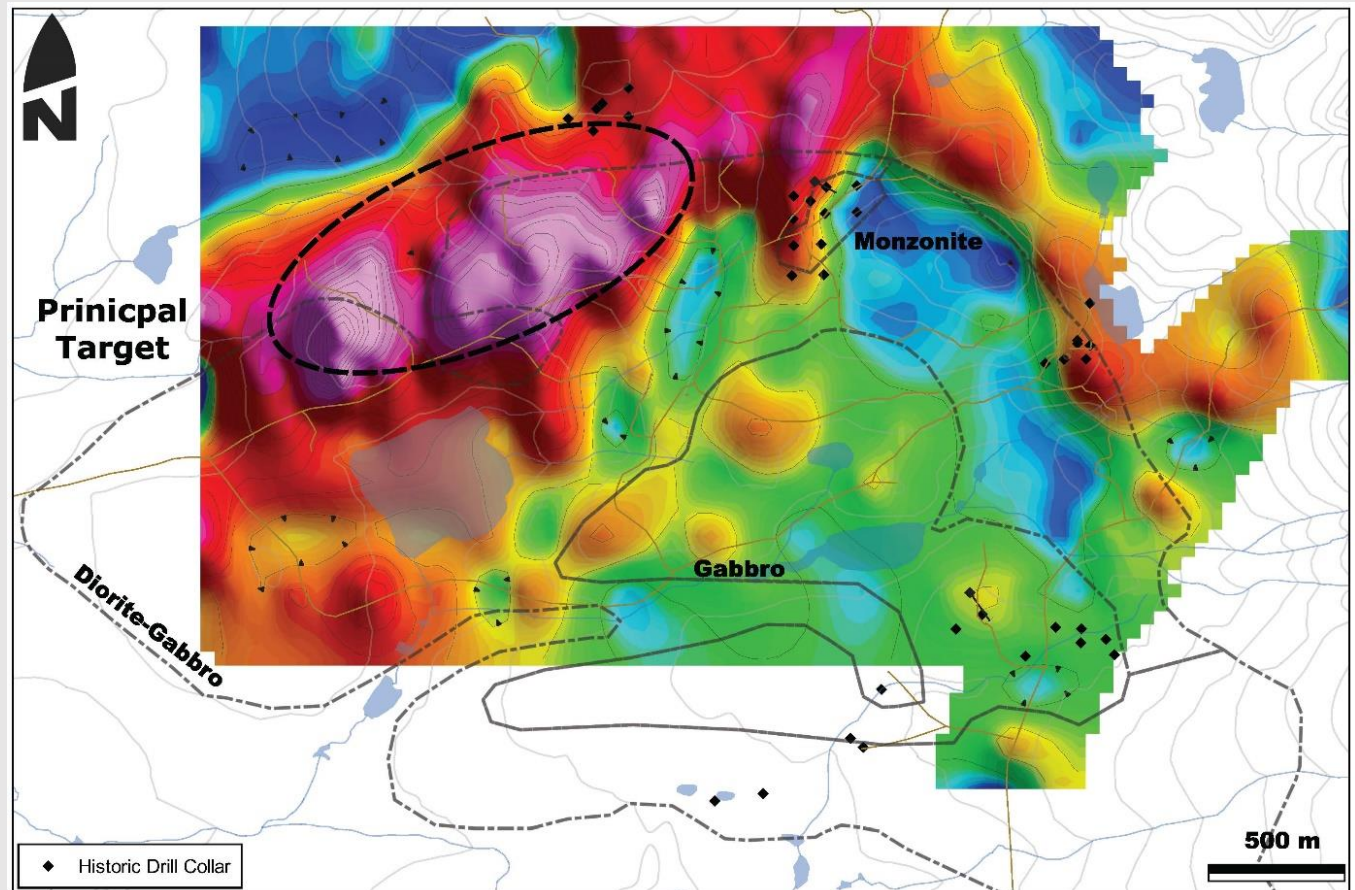 N
Monzonite
Prinicpal
Target
Gabbro
Diorite-Gabbro
500 m
Historic Drill Collar